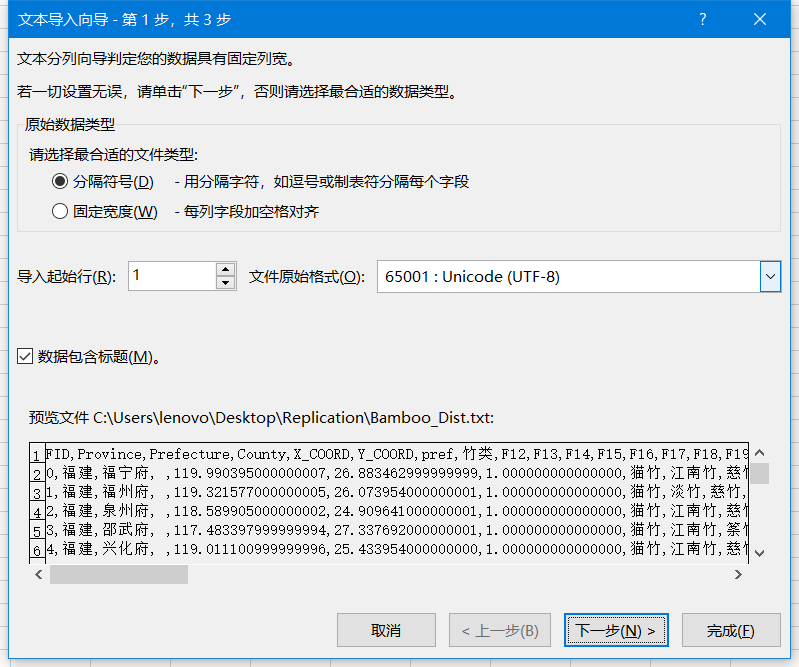 文本导入向导 - 第 1 步，共 3 步
文本分列向导判定您的数据具有固定列宽。
若一切设置无误，请单击“下一步”，否则请选择最合适的数据类型。
原始数据类型
请选择最合适的文件类型:
分隔符号(D) - 用分隔字符，如逗号或制表符分隔每个字段
固定宽度(W) - 每列字段加空格对齐
导入起始行(R): 1 文件原始格式(O): 65001 : Unicode (UTF-8)
数据包含标题(M)。
预览文件 C:\Users\lenovo\Desktop\Replication\Bamboo_Dist.txt:
1 FID,Province,Prefecture,County,X_COORD,Y_COORD,pref,竹类,F12,F13,F14,F15,F16,F17,F18,F19
2 0,福建,福宁府, ,119.990395000000007,26.883462999999999,1.000000000000000,猫竹,江南竹,慈竹
3 1,福建,福州府, ,119.321577000000005,26.073954000000001,1.000000000000000,猫竹,淡竹,慈竹,
4 2,福建,泉州府, ,118.589905000000002,24.909641000000001,1.000000000000000,猫竹,江南竹,慈竹
5 3,福建,邵武府, ,117.483397999999994,27.337692000000001,1.000000000000000,猫竹,江南竹,筀竹
6 4,福建,兴化府, ,119.011100999999996,25.433954000000000,1.000000000000000,猫竹,江南竹,慈竹
取消 < 上一步(B) 下一步(N) > 完成(F)